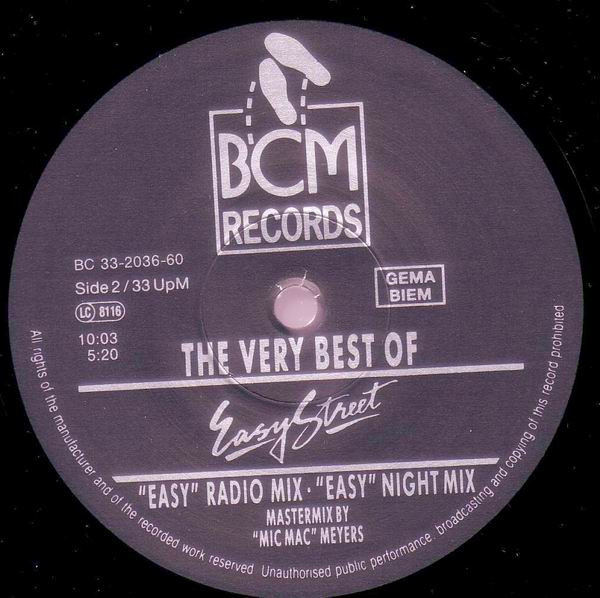 BCM
RECORDS
BC 33-2036-60
Side 2 / 33 UpM
LC 8116
10:03
5:20
GEMA
BIEM
THE VERY BEST OF
Easy Street
"EASY" RADIO MIX · "EASY" NIGHT MIX
MASTERMIX BY
"MIC MAC" MEYERS
All rights of the manufacturer and of the recorded work reserved Unauthorised public performance, broadcasting and copying of this record prohibited